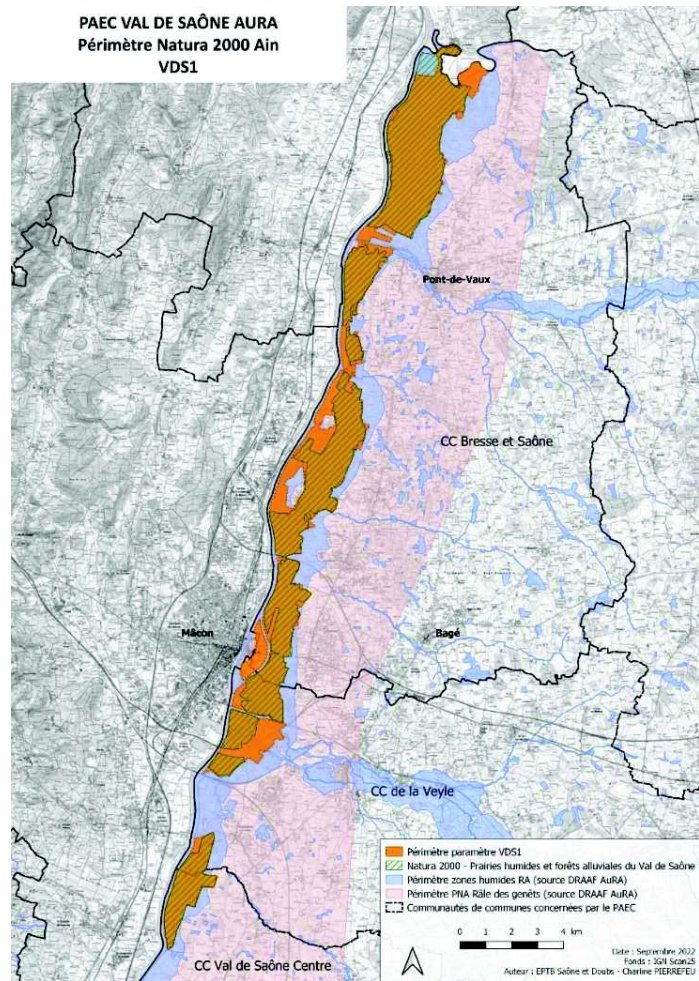 PAEC VAL DE SAÔNE AURA
Périmètre Natura 2000 Ain
VDS1
Pont-de-Vaux
CC Bresse et Saône
Mâcon
Bagé
CC de la Veyle
CC Val de Saône Centre
Périmètre paramètre VDS1
Natura 2000 - Prairies humides et forêts alluviales du Val de Saône
Périmètre zones humides RA (source DRAAF AuRA)
Périmètre PNA Râle des genêts (source DRAAF AuRA)
Communautés de communes concernées par le PAEC
0 1 2 3 4 km
Date : Septembre 2022
Fonds : IGN Scan25
Auteur : EPTB Saône et Doubs - Charline PIERREFEU